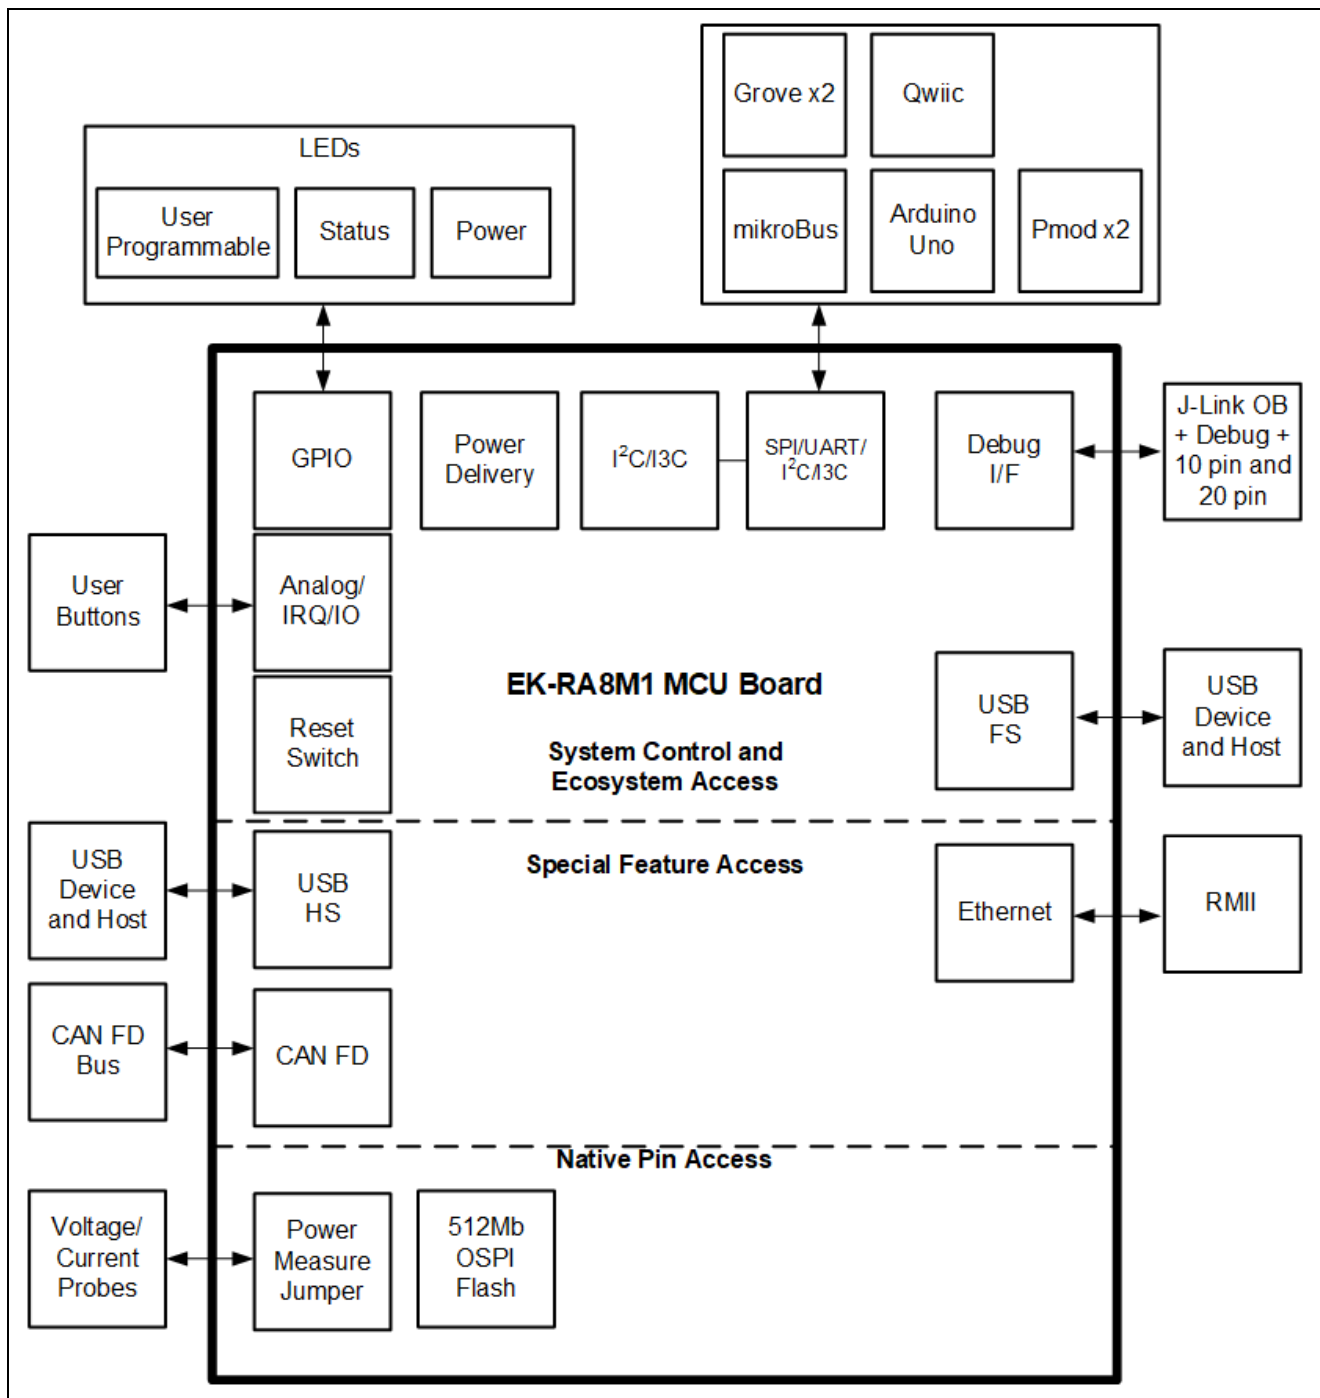 Grove x2
Qwiic
LEDs
User
Programmable
Status
Power
mikroBus
Arduino
Uno
Pmod x2
GPIO
Power
Delivery
I²C/I3C
SPI/UART/
I²C/I3C
Debug
I/F
J-Link OB
+ Debug +
10 pin and
20 pin
User
Buttons
Analog/
IRQ/IO
Reset
Switch
EK-RA8M1 MCU Board
System Control and
Ecosystem Access
USB
FS
USB
Device
and Host
USB
Device
and Host
USB
HS
Special Feature Access
Ethernet
RMII
CAN FD
Bus
CAN FD
Native Pin Access
Voltage/
Current
Probes
Power
Measure
Jumper
512Mb
OSPI
Flash